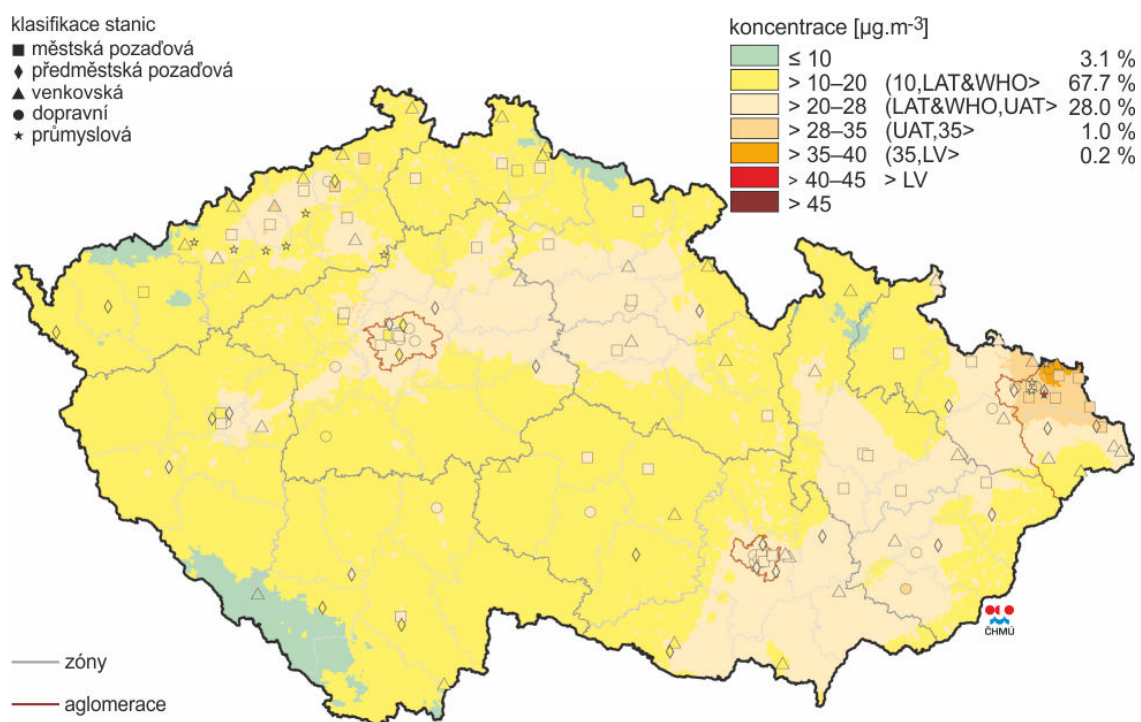 klasifikace stanic
městská pozaďová
předměstská pozaďová
venkovská
dopravní
průmyslová
koncentrace [µg.m-3]
≤ 10 3.1 %
> 10–20 (10,LAT&WHO> 67.7 %
> 20–28 (LAT&WHO,UAT> 28.0 %
> 28–35 (UAT,35> 1.0 %
> 35–40 (35,LV> 0.2 %
> 40–45 > LV
> 45
ČHMÚ
zóny
aglomerace